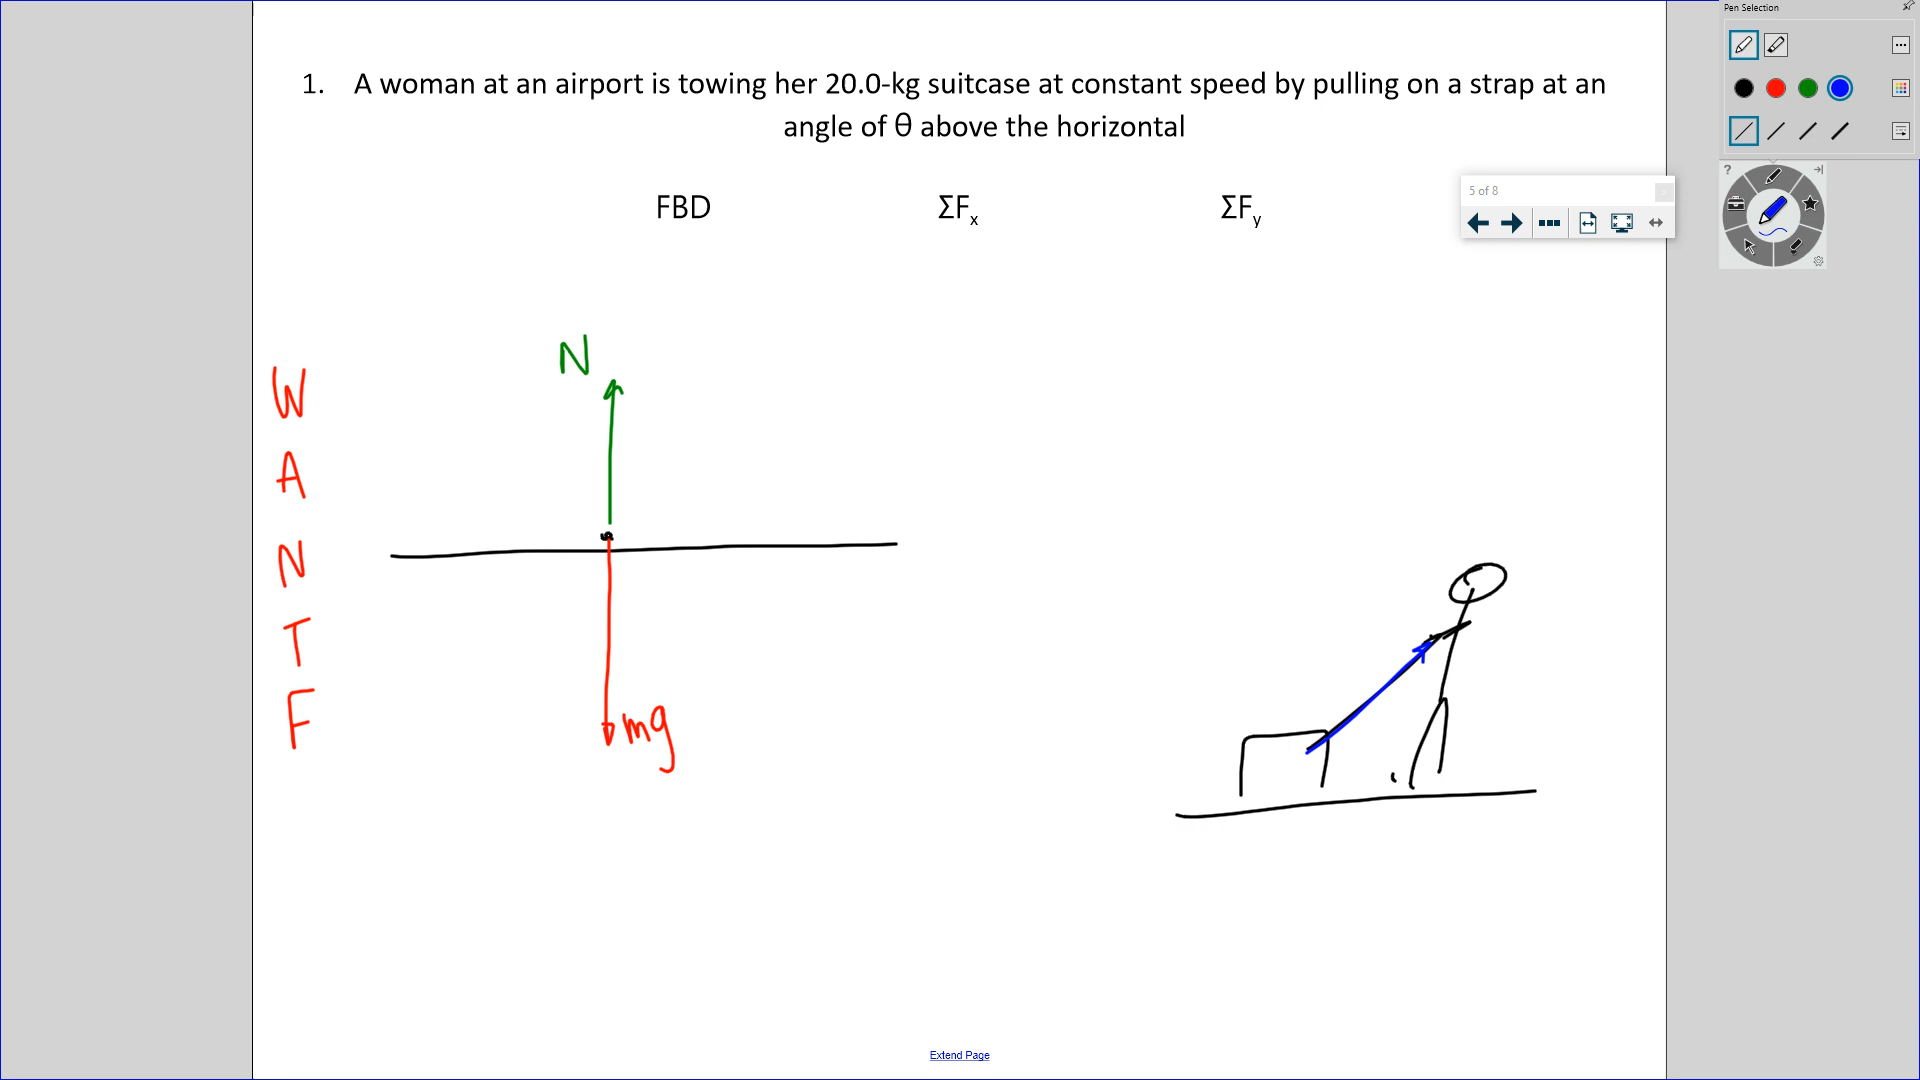 Pen Selection
1. A woman at an airport is towing her 20.0-kg suitcase at constant speed by pulling on a strap at an
angle of θ above the horizontal
FBD ΣFx ΣFy
5 of 8
?
N
W
A
N
T
F
mg
Extend Page